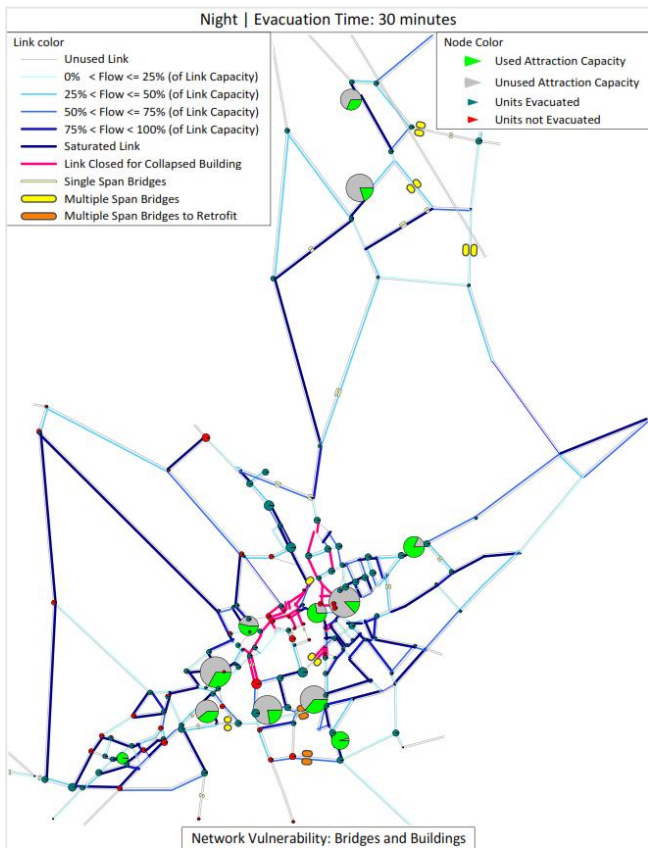 Night | Evacuation Time: 30 minutes
Link color
Unused Link
0% < Flow <= 25% (of Link Capacity)
25% < Flow <= 50% (of Link Capacity)
50% < Flow <= 75% (of Link Capacity)
75% < Flow < 100% (of Link Capacity)
Saturated Link
Link Closed for Collapsed Building
Single Span Bridges
Multiple Span Bridges
Multiple Span Bridges to Retrofit
Node Color
Used Attraction Capacity
Unused Attraction Capacity
Units Evacuated
Units not Evacuated
Network Vulnerability: Bridges and Buildings